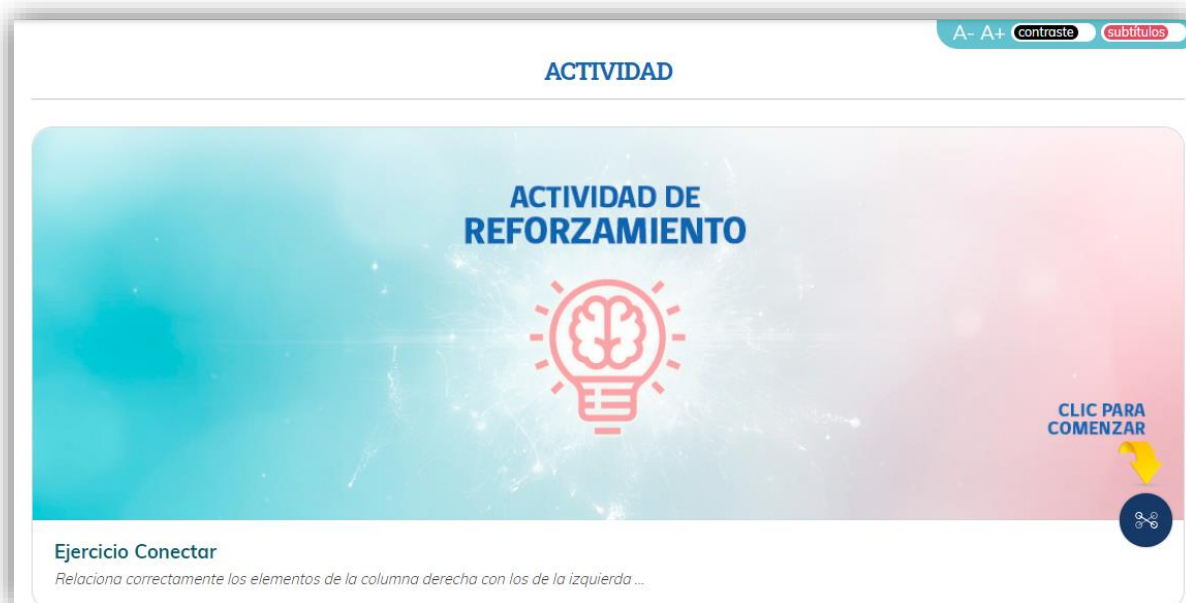 A- A+ contraste subtítulos
ACTIVIDAD
ACTIVIDAD DE
REFORZAMIENTO
CLIC PARA
COMENZAR
Ejercicio Conectar
Relaciona correctamente los elementos de la columna derecha con los de la izquierda ...